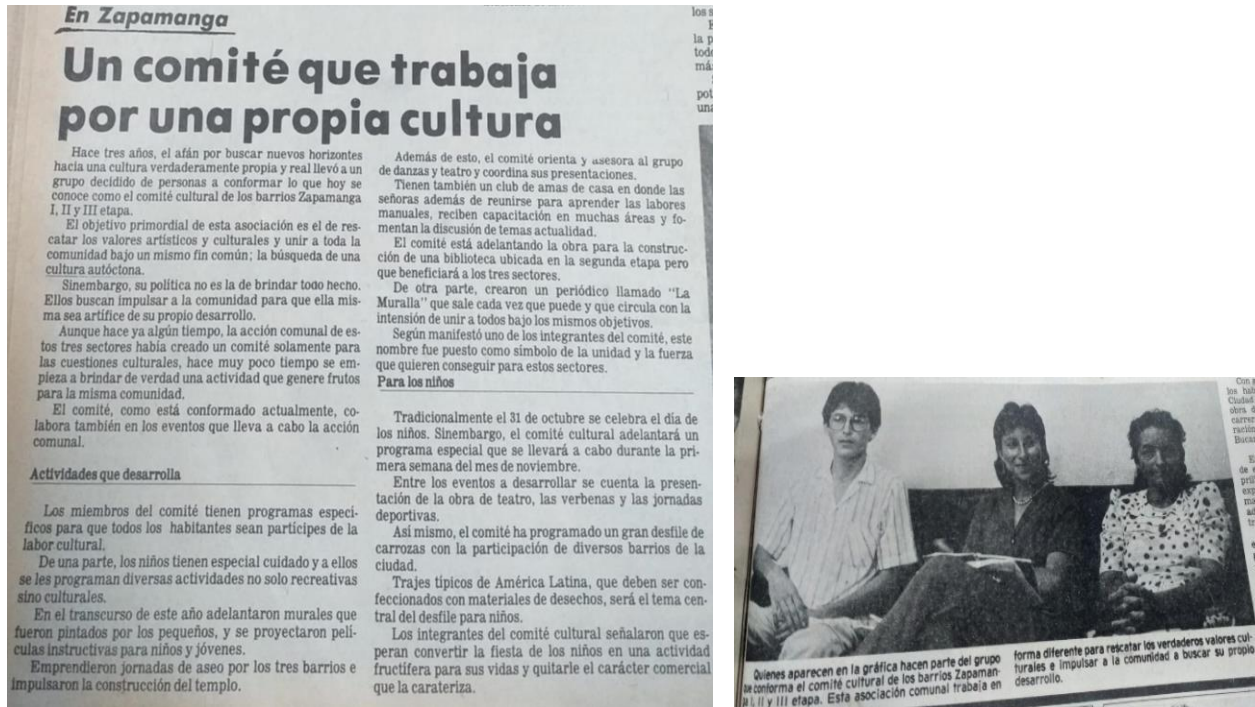 En Zapamanga
Un comité que trabaja
por una propia cultura
Hace tres años, el afán por buscar nuevos horizontes
hacia una cultura verdaderamente propia y real llevó a un
grupo decidido de personas a conformar lo que hoy se
conoce como el comité cultural de los barrios Zapamanga
I, II y III etapa.
El objetivo primordial de esta asociación es el de res-
catar los valores artísticos y culturales y unir a toda la
comunidad bajo un mismo fin común; la búsqueda de una
cultura autóctona.
Sinembargo, su política no es la de brindar todo hecho.
Ellos buscan impulsar a la comunidad para que ella mis-
ma sea artífice de su propio desarrollo.
Aunque hace ya algún tiempo, la acción comunal de es-
tos tres sectores había creado un comité solamente para
las cuestiones culturales, hace muy poco tiempo se em-
pieza a brindar de verdad una actividad que genere frutos
para la misma comunidad.
El comité, como está conformado actualmente, co-
labora también en los eventos que lleva a cabo la acción
comunal.
Actividades que desarrolla
Los miembros del comité tienen programas especí-
ficos para que todos los habitantes sean partícipes de la
labor cultural.
De una parte, los niños tienen especial cuidado y a ellos
se les programan diversas actividades no solo recreativas
sino culturales.
En el transcurso de este año adelantaron murales que
fueron pintados por los pequeños, y se proyectaron pelí-
culas instructivas para niños y jóvenes.
Emprendieron jornadas de aseo por los tres barrios e
impulsaron la construcción del templo.
Además de esto, el comité orienta y asesora al grupo
de danzas y teatro y coordina sus presentaciones.
Tienen también un club de amas de casa en donde las
señoras además de reunirse para aprender las labores
manuales, reciben capacitación en muchas áreas y fo-
mentan la discusión de temas actualidad.
El comité está adelantando la obra para la construc-
ción de una biblioteca ubicada en la segunda etapa pero
que beneficiará a los tres sectores.
De otra parte, crearon un periódico llamado "La
Muralla" que sale cada vez que puede y que circula con la
intensión de unir a todos bajo los mismos objetivos.
Según manifestó uno de los integrantes del comité, este
nombre fue puesto como símbolo de la unidad y la fuerza
que quieren conseguir para estos sectores.
Para los niños
Tradicionalmente el 31 de octubre se celebra el día de
los niños. Sinembargo, el comité cultural adelantará un
programa especial que se llevará a cabo durante la pri-
mera semana del mes de noviembre.
Entre los eventos a desarrollar se cuenta la presen-
tación de la obra de teatro, las verbenas y las jornadas
deportivas.
Así mismo, el comité ha programado un gran desfile de
carrozas con la participación de diversos barrios de la
ciudad.
Trajes típicos de América Latina, que deben ser con-
feccionados con materiales de desechos, será el tema cen-
tral del desfile para niños.
Los integrantes del comité cultural señalaron que es-
peran convertir la fiesta de los niños en una actividad
fructífera para sus vidas y quitarle el carácter comercial
que la carateriza.
Quienes aparecen en la gráfica hacen parte del grupo
que conforma el comité cultural de los barrios Zapaman-
ga I, II y III etapa. Esta asociación comunal trabaja en
forma diferente para rescatar los verdaderos valores cul-
turales e impulsar a la comunidad a buscar su propio
desarrollo.